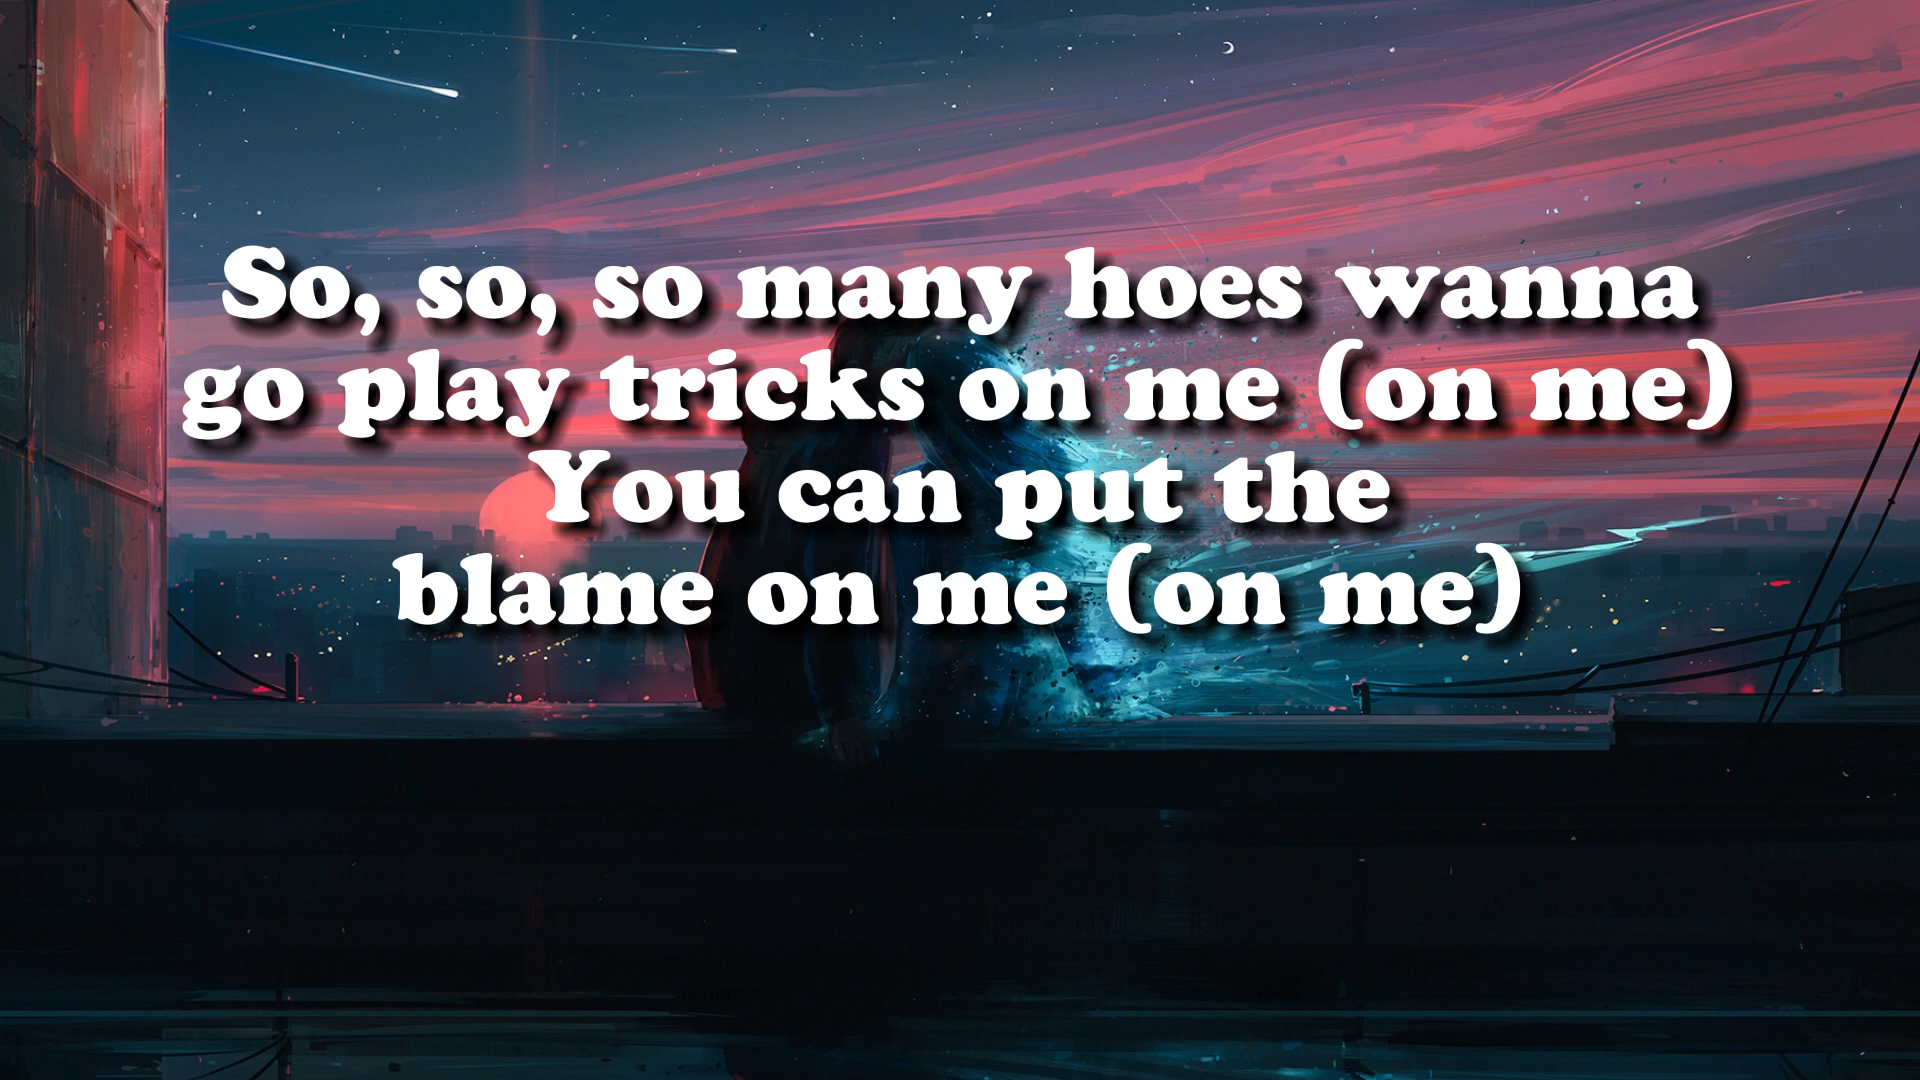 So, so, so many hoes wanna
go play tricks on me (on me)
You can put the
blame on me (on me)